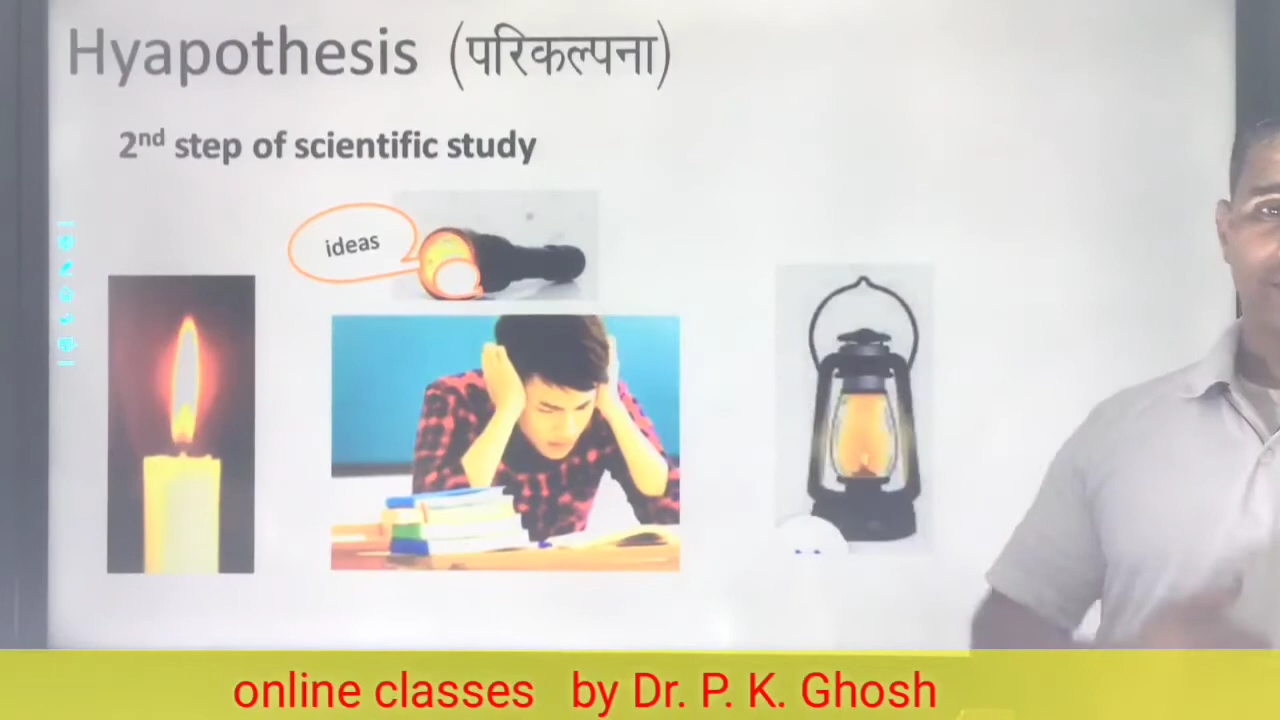 Hyapothesis (परिकल्पना)
2nd step of scientific study
ideas
online classes by Dr. P. K. Ghosh